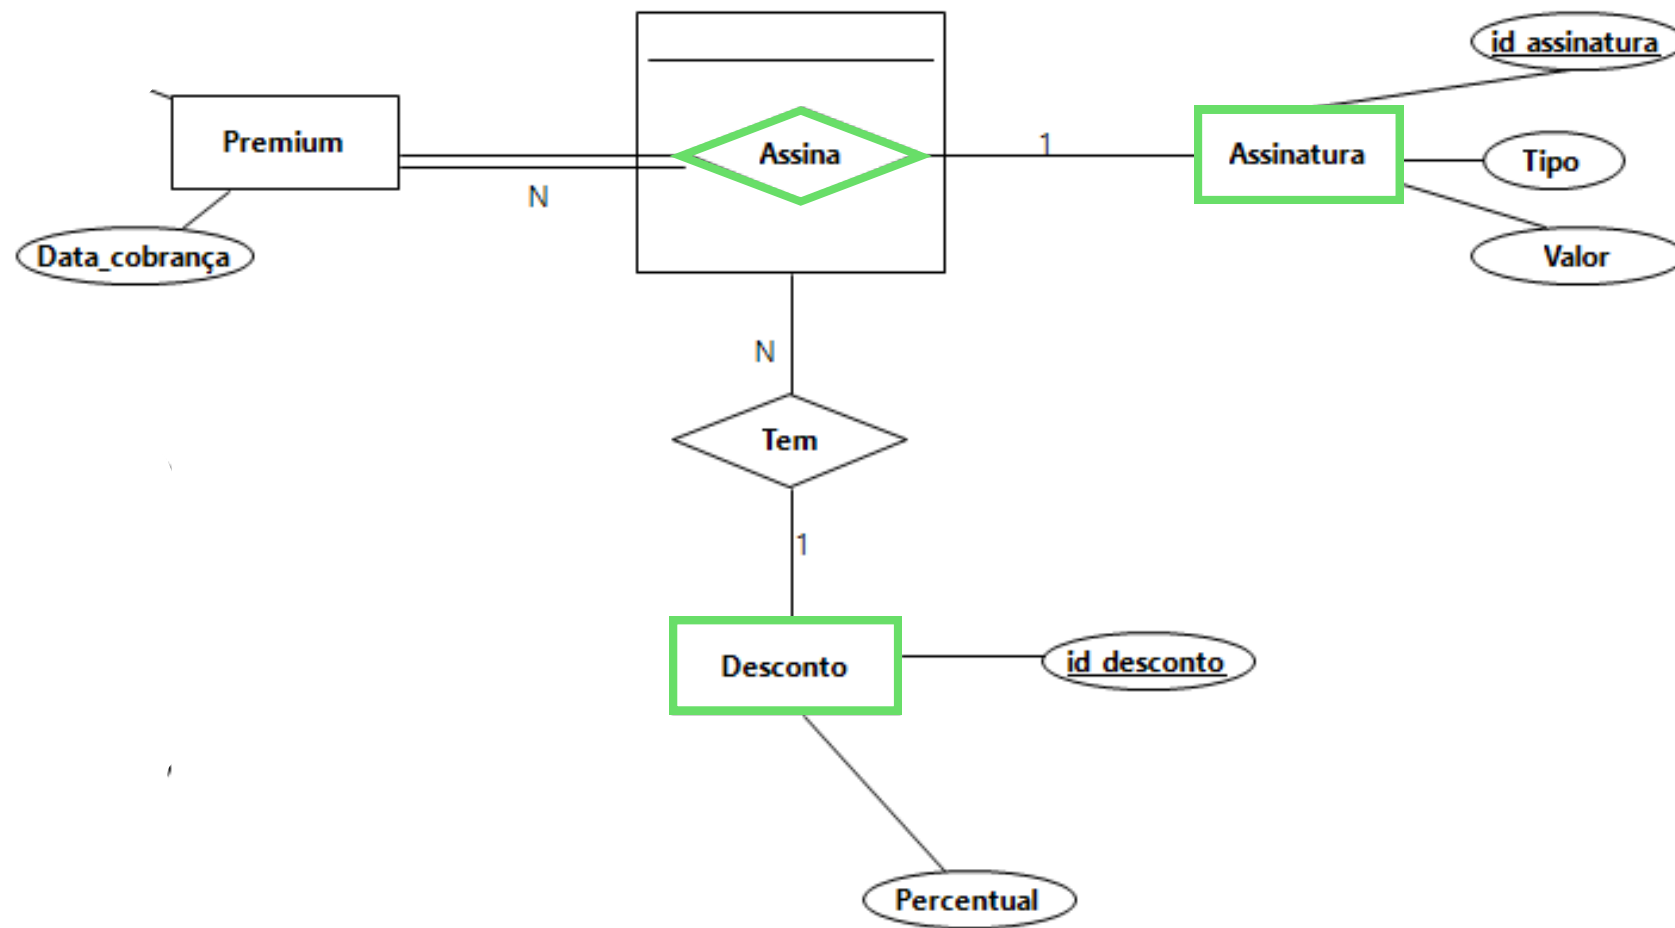 id_assinatura
Premium
Assina
1
Assinatura
Tipo
N
Data_cobrança
Valor
N
Tem
1
Desconto
id_desconto
Percentual